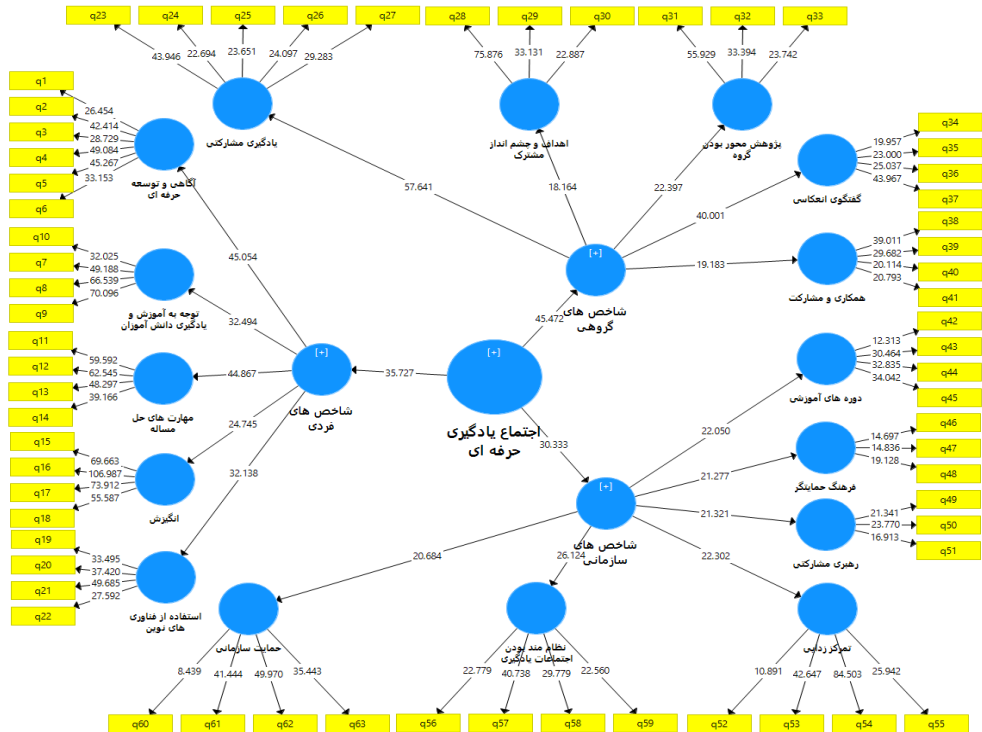 q23
q24
q25
q26
q27
q28
q29
q30
q31
q32
q33
43.946
22.694
23.651
24.097
29.283
75.876
33.131
22.887
55.929
33.394
23.742
یادگیری مشارکتی
اهداف و چشم انداز
مشترک
پژوهش محور بودن
گروه
q1
q2
q3
q4
q5
q6
26.454
42.414
28.729
49.084
45.267
33.153
آگاهی و توسعه
حرفه ای
q34
q35
q36
q37
19.957
23.000
25.037
43.967
گفتگوی انعکاسی
57.641
18.164
22.397
40.001
19.183
q10
q7
q8
q9
32.025
49.188
66.539
70.096
توجه به آموزش و
یادگیری دانش آموزان
45.054
32.494
44.867
24.745
32.138
[+]
شاخص های
گروهی
q38
q39
q40
q41
39.011
29.682
20.114
20.793
همکاری و مشارکت
q11
q12
q13
q14
59.592
62.545
48.297
39.166
مهارت های حل
مساله
[+]
شاخص های
فردی
35.727
45.472
30.333
[+]
اجتماع یادگیری
حرفه ای
q42
q43
q44
q45
12.313
30.464
32.835
34.042
دوره های آموزشی
q15
q16
q17
q18
69.663
106.987
73.912
55.587
انگیزش
q46
q47
q48
14.697
14.836
19.128
فرهنگ حمایتگر
[+]
شاخص های
سازمانی
22.050
21.277
21.321
22.302
26.124
20.684
q49
q50
q51
21.341
23.770
16.913
رهبری مشارکتی
q19
q20
q21
q22
33.495
37.420
49.685
27.592
استفاده از فناوری
های نوین
حمایت سازمانی
نظام مند بودن
اجتماعات یادگیری
تمرکز زدایی
8.439
41.444
49.970
35.443
22.779
40.738
29.779
22.560
10.891
42.647
84.503
25.942
q60
q61
q62
q63
q56
q57
q58
q59
q52
q53
q54
q55